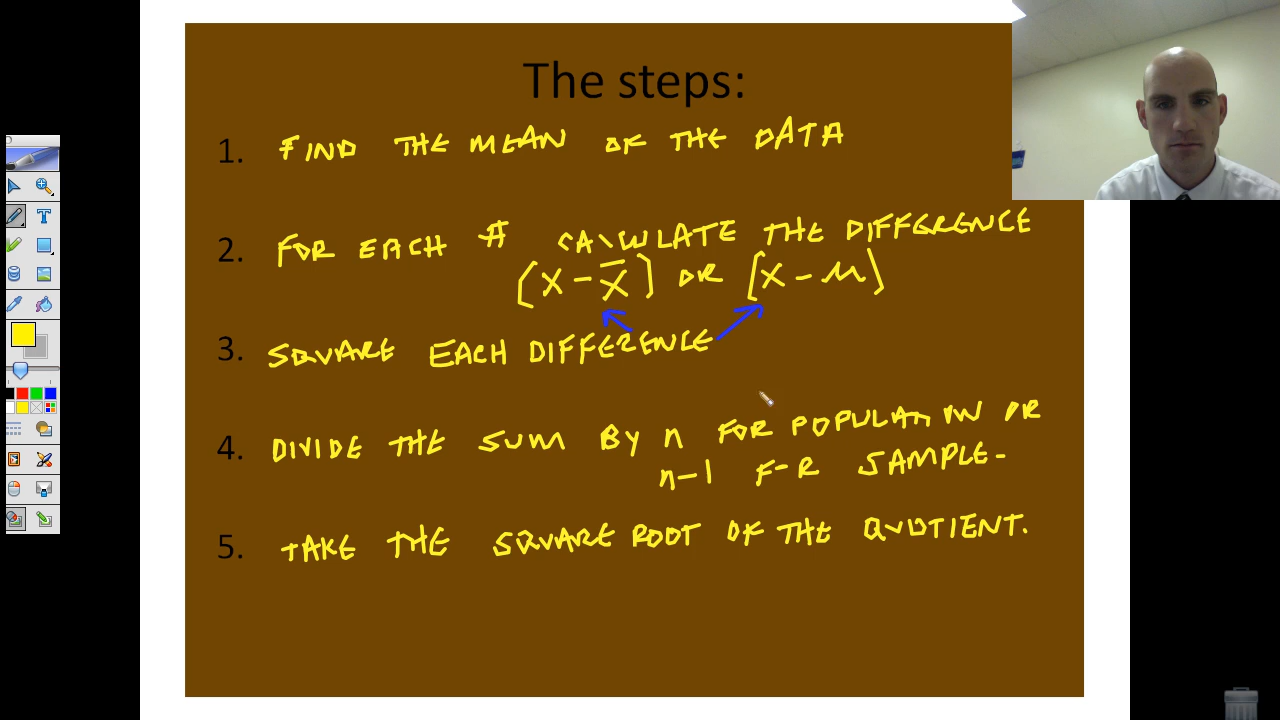 The steps:
1. FIND THE MEAN OF THE DATA
2. FOR EACH # CALCULATE THE DIFFERENCE
(X - X̄) OR (X - μ)
3. SQUARE EACH DIFFERENCE
4. DIVIDE THE SUM BY n FOR POPULATION OR
n-1 FOR SAMPLE-
5. TAKE THE SQUARE ROOT OF THE QUOTIENT.